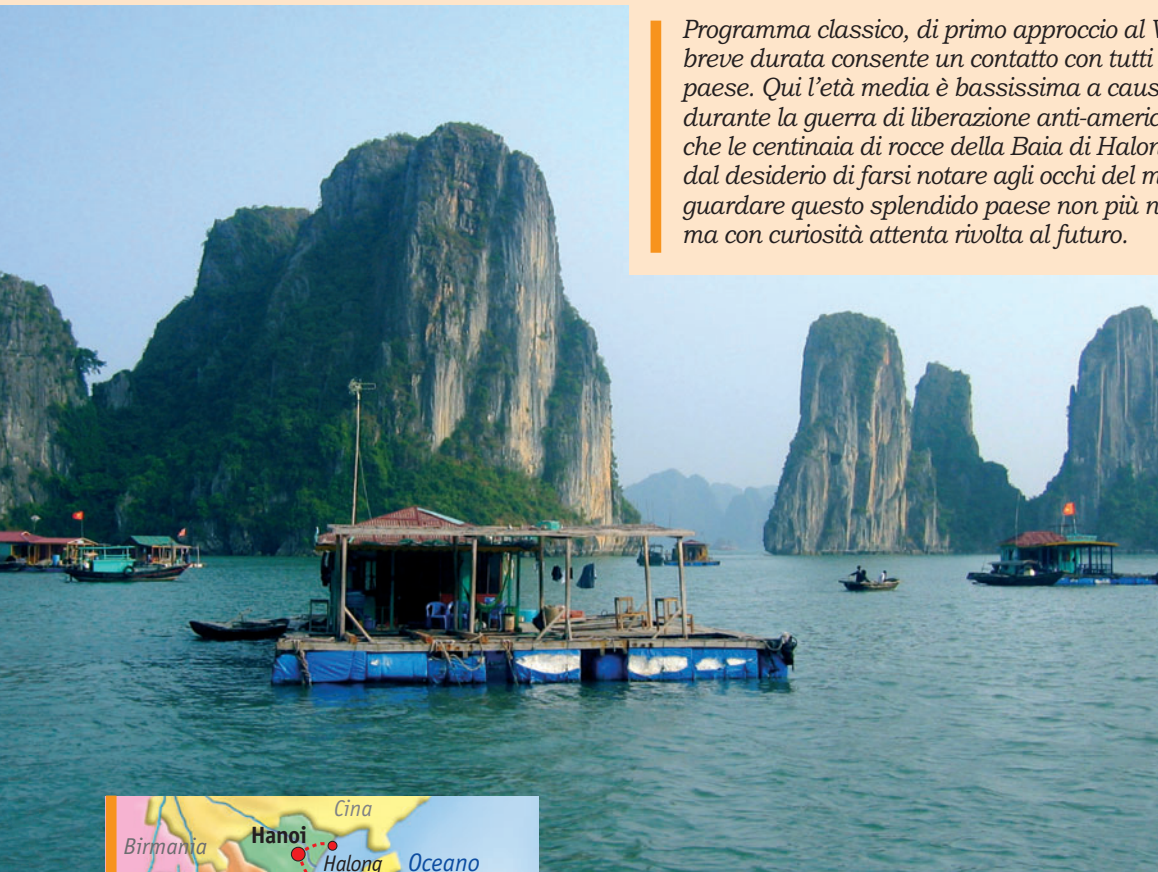 Programma classico, di primo approccio al V
breve durata consente un contatto con tutti
paese. Qui l'età media è bassissima a caus
durante la guerra di liberazione anti-americ
che le centinaia di rocce della Baia di Halon
dal desiderio di farsi notare agli occhi del m
guardare questo splendido paese non più n
ma con curiosità attenta rivolta al futuro.
Cina
Birmania
Hanoi
Halong
Oceano